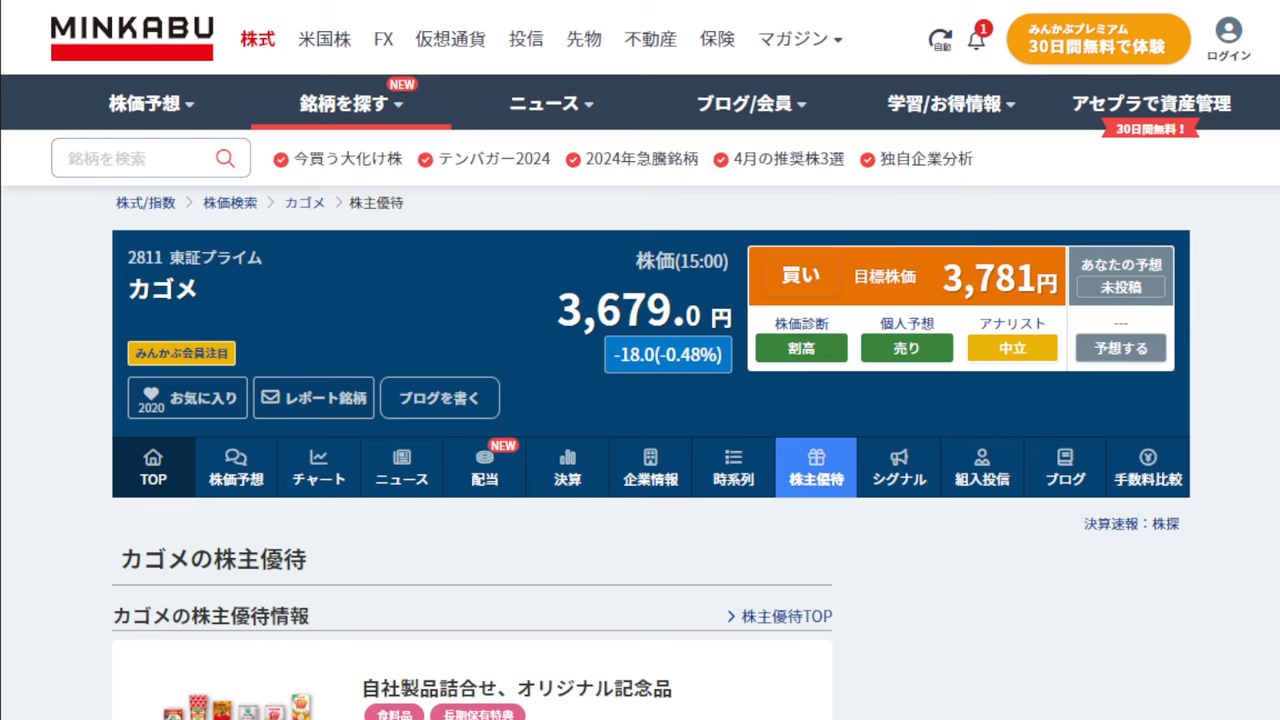 MINKABU
株式 米国株 FX 仮想通貨 投信 先物 不動産 保険 マガジン
自動
1
みんかぶプレミアム
30日間無料で体験
ログイン
株価予想 銘柄を探す NEW ニュース ブログ/会員 学習/お得情報 アセプラで資産管理
30日間無料！
銘柄を検索 今買う大化け株 テンバガー2024 2024年急騰銘柄 4月の推奨株3選 独自企業分析
株式/指数 株価検索 カゴメ 株主優待
2811 東証プライム
カゴメ
株価(15:00)
3,679.0 円
-18.0(-0.48%)
買い 目標株価 3,781円
あなたの予想
未投稿
株価診断 個人予想 アナリスト ---
割高 売り 中立 予想する
みんかぶ会員注目
2020 お気に入り レポート銘柄 ブログを書く
NEW
TOP 株価予想 チャート ニュース 配当 決算 企業情報 時系列 株主優待 シグナル 組入投信 ブログ 手数料比較
決算速報：株探
カゴメの株主優待
カゴメの株主優待情報 株主優待TOP
自社製品詰合せ、オリジナル記念品
食料品 長期保有特典